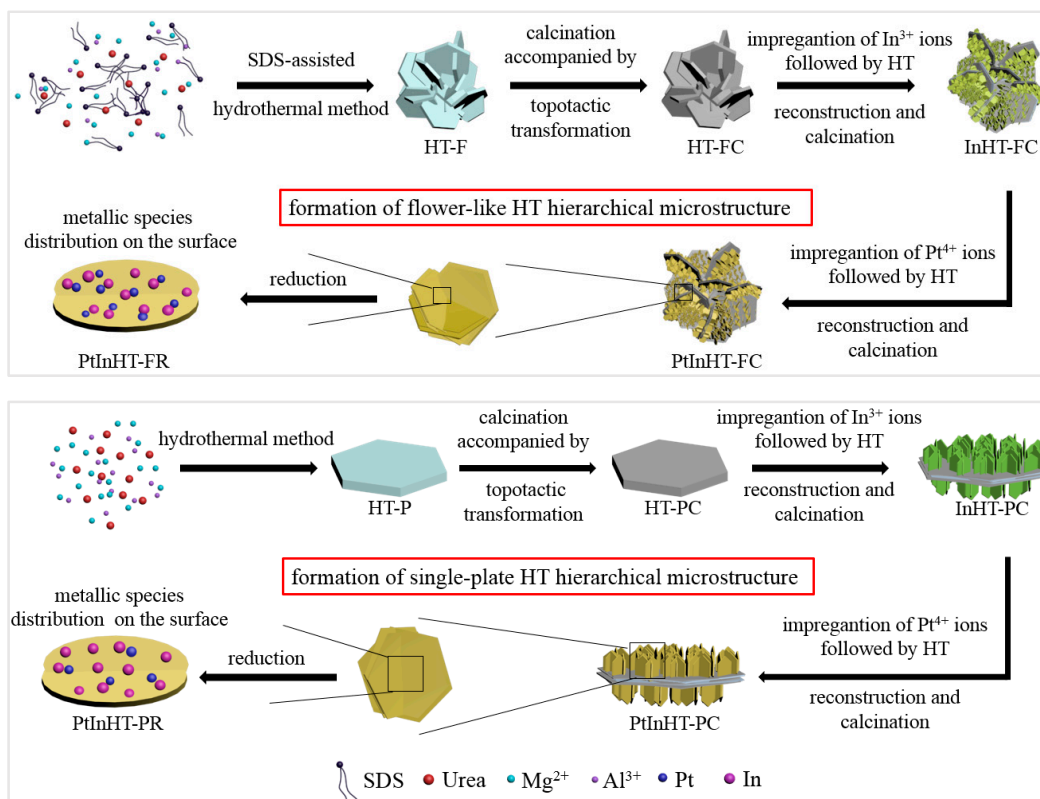 SDS-assisted
hydrothermal method
HT-F
calcination
accompanied by
topotactic
transformation
HT-FC
impregantion of In³⁺ ions
followed by HT
reconstruction and
calcination
InHT-FC
metallic species
distribution on the surface
PtInHT-FR
reduction
formation of flower-like HT hierarchical microstructure
PtInHT-FC
impregantion of Pt⁴⁺ ions
followed by HT
reconstruction and
calcination
hydrothermal method
HT-P
calcination
accompanied by
topotactic
transformation
HT-PC
impregantion of In³⁺ ions
followed by HT
reconstruction and
calcination
InHT-PC
formation of single-plate HT hierarchical microstructure
metallic species
distribution on the surface
PtInHT-PR
reduction
PtInHT-PC
impregantion of Pt⁴⁺ ions
followed by HT
reconstruction and
calcination
SDS Urea Mg²⁺ Al³⁺ Pt In